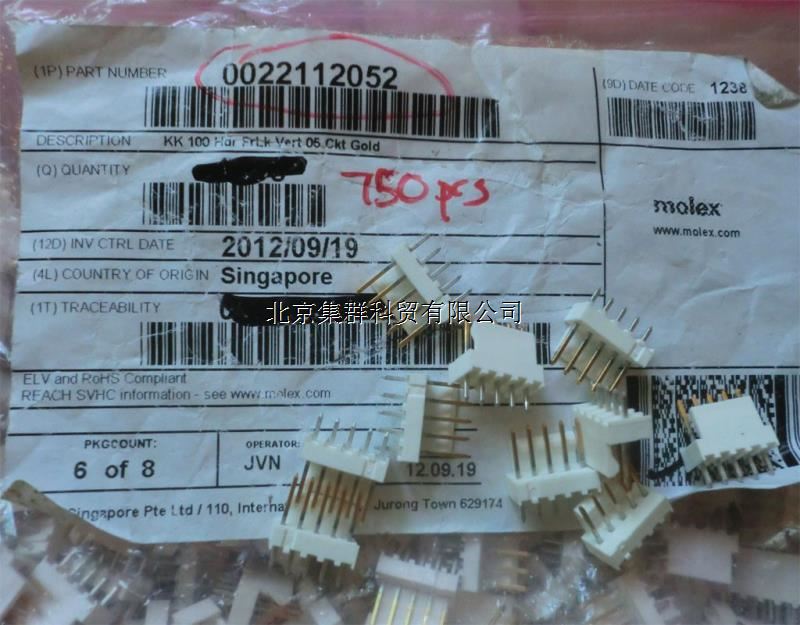 (1P) PART NUMBER 0022112052
(9D) DATE CODE 1238
DESCRIPTION KK 100 Hdr FrLk Vert 05 Ckt Gold
(Q) QUANTITY
750 pcs
molex
www.molex.com
(12D) INV CTRL DATE 2012/09/19
(4L) COUNTRY OF ORIGIN Singapore
(1T) TRACEABILITY
北京集群科贸有限公司
ELV and RoHS Compliant
REACH SVHC information - see www.molex.com
PKGCOUNT: OPERATOR:
6 of 8 JVN 12.09.19
Singapore Pte Ltd / 110, Interna Jurong Town 629174